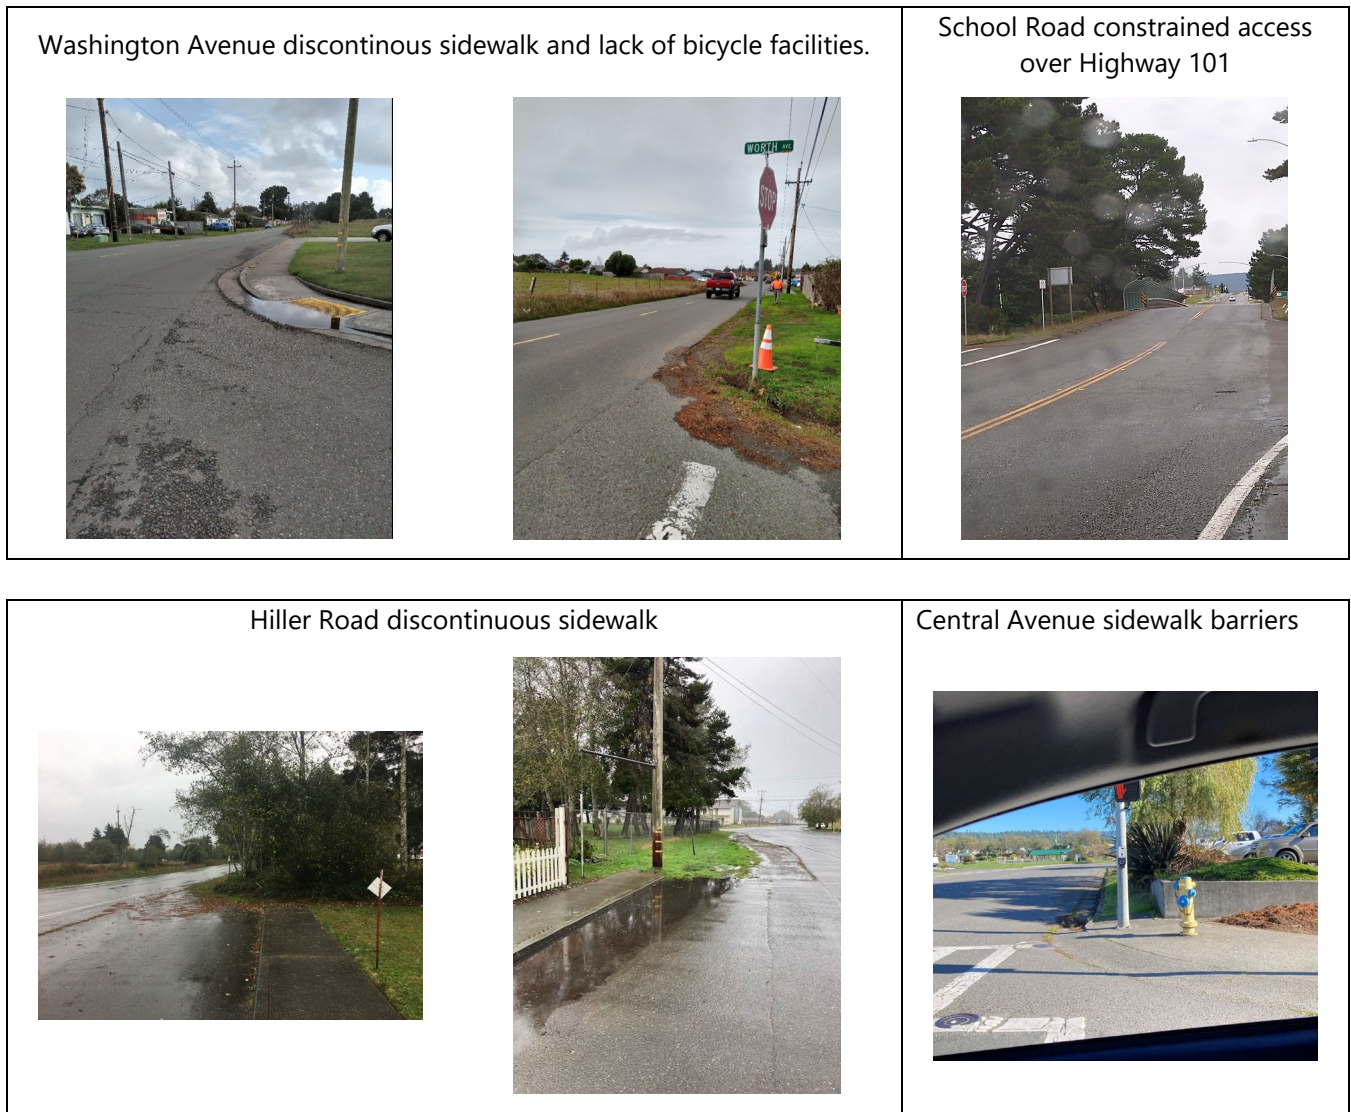 Washington Avenue discontinous sidewalk and lack of bicycle facilities.
WORTH AVE
STOP
School Road constrained access
over Highway 101
Hiller Road discontinuous sidewalk
Central Avenue sidewalk barriers